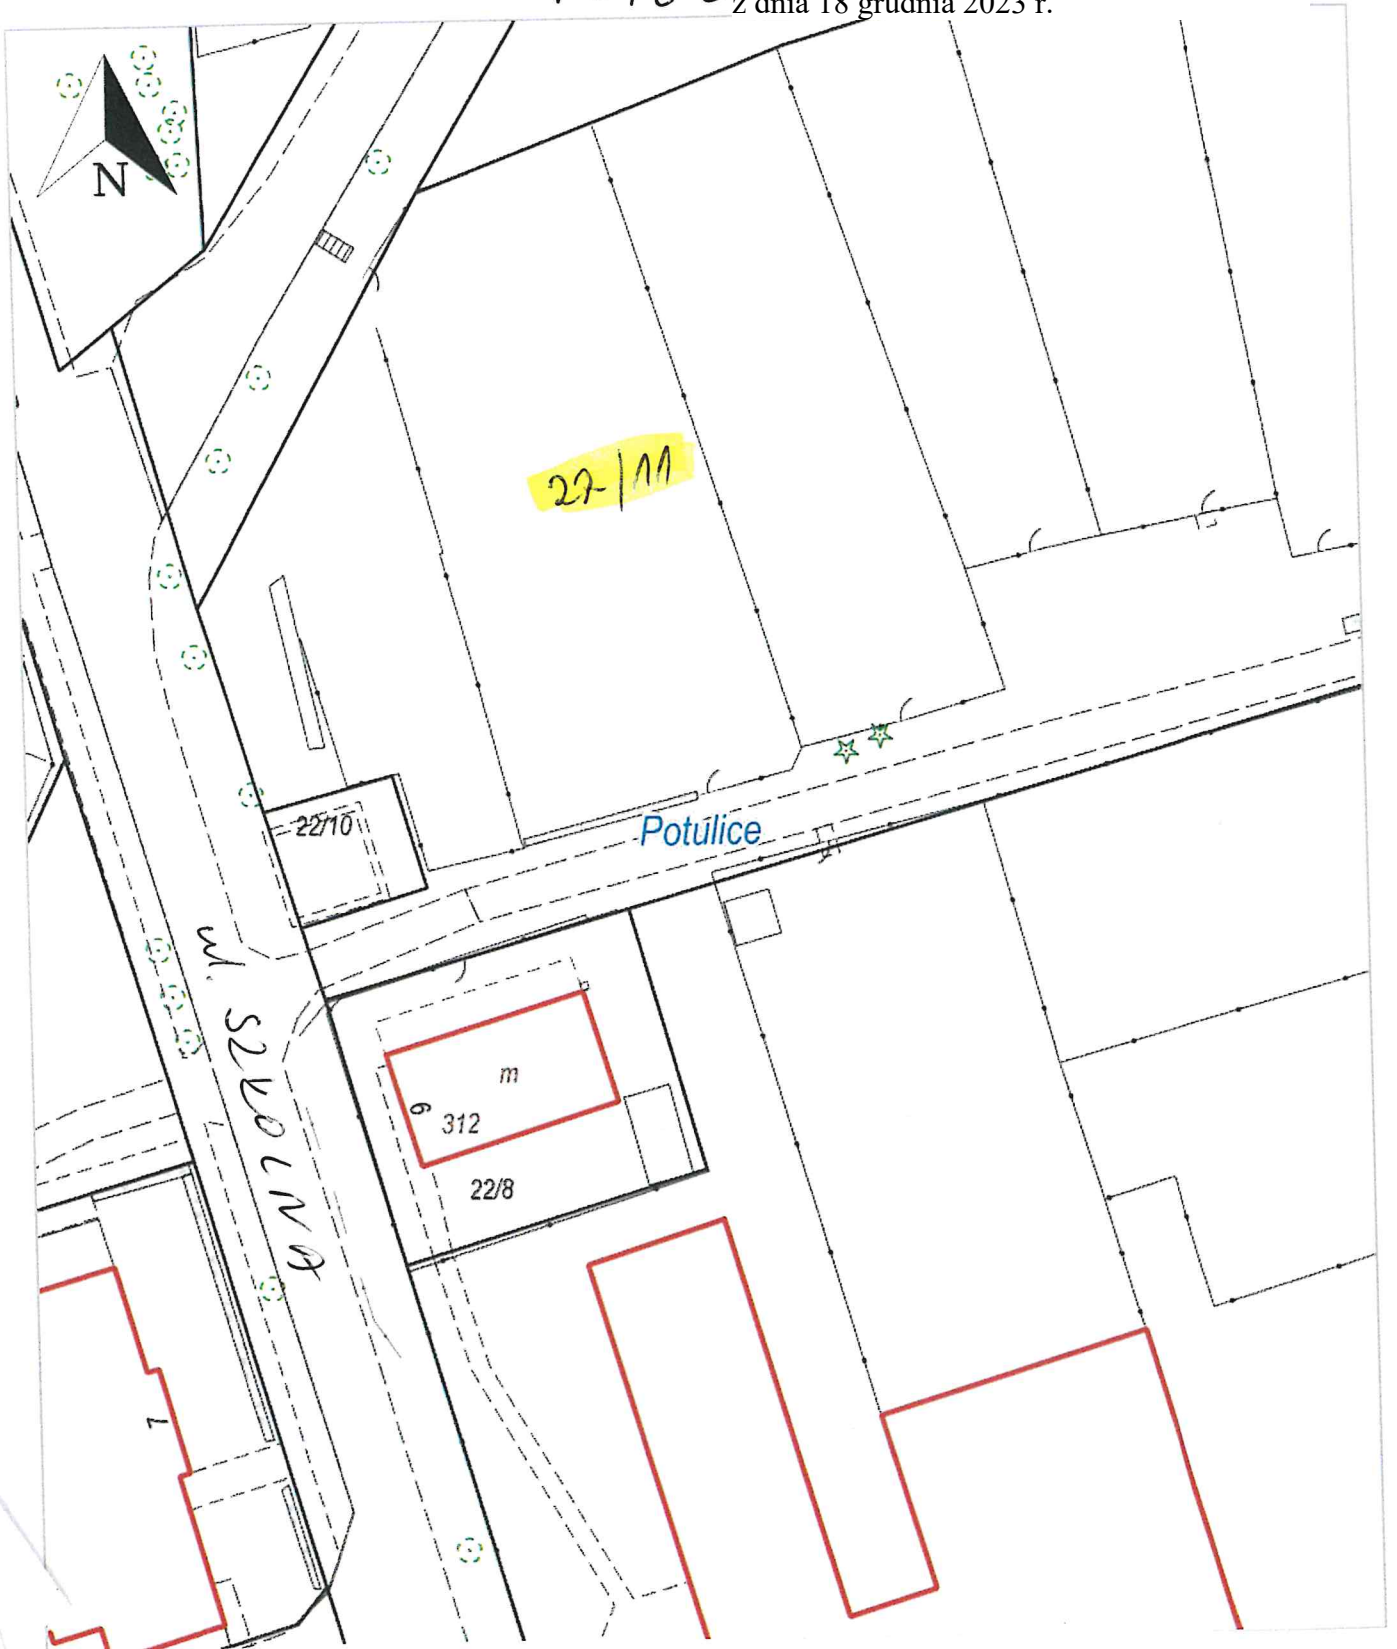 z dnia 18 grudnia 2023 r.
N
27/11
22/10
Potulice
ul. SZKOLNA
m
6
312
22/8
7